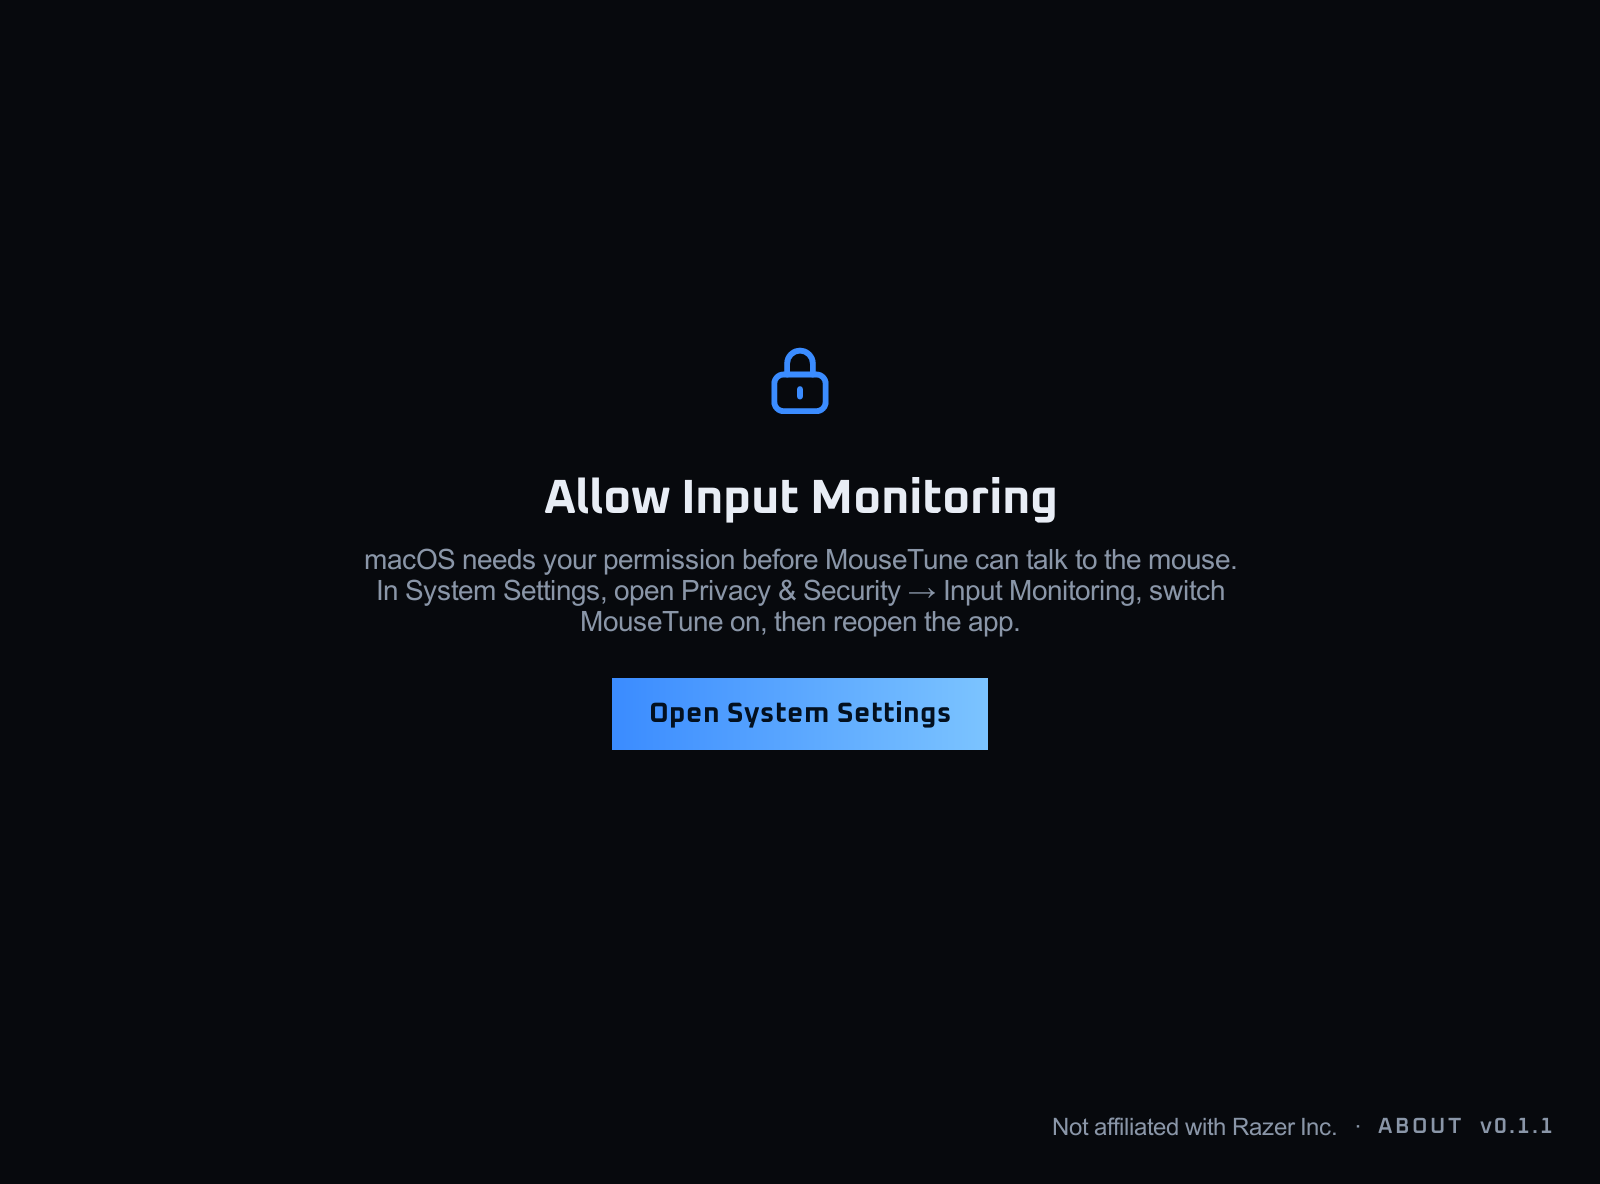 Allow Input Monitoring
macOS needs your permission before MouseTune can talk to the mouse.
In System Settings, open Privacy & Security → Input Monitoring, switch
MouseTune on, then reopen the app.
Open System Settings
Not affiliated with Razer Inc. · ABOUT v0.1.1